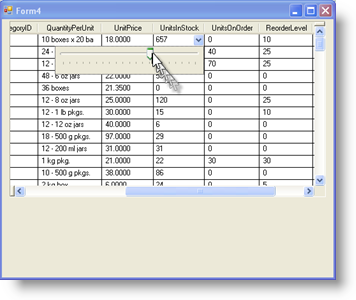 Form4
egoryID QuantityPerUnit UnitPrice UnitsInStock UnitsOnOrder ReorderLevel
10 boxes x 20 ba 18.0000 657 0 10
24 - 40 25
12 - 70 25
48 - 6 oz jars 22.0000 0 0
36 boxes 21.3500 0 0 0
12 - 8 oz jars 25.0000 120 0 25
12 - 1 lb pkgs. 30.0000 15 0 10
12 - 12 oz jars 40.0000 6 0 0
18 - 500 g pkgs. 97.0000 29 0 0
12 - 200 ml jars 31.0000 31 0 0
1 kg pkg. 21.0000 22 30 30
10 - 500 g pkgs. 38.0000 86 0 0
2 kg box 6.0000 24 0 5